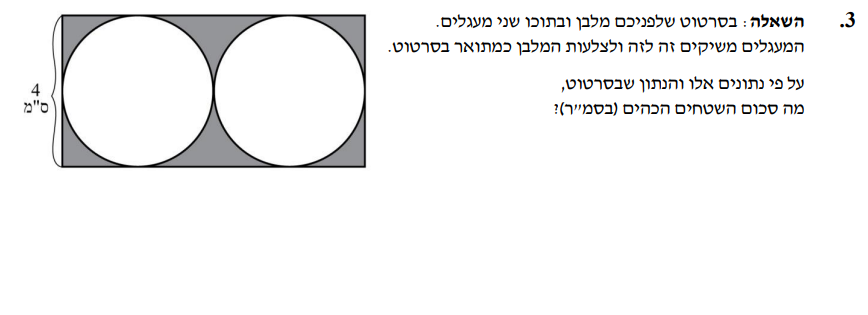 3. השאלה: בסרטוט שלפניכם מלבן ובתוכו שני מעגלים.
המעגלים משיקים זה לזה ולצלעות המלבן כמתואר בסרטוט.
על פי נתונים אלו והנתון שבסרטוט,
מה סכום השטחים הכהים (בסמ״ר)?
4
ס"מ